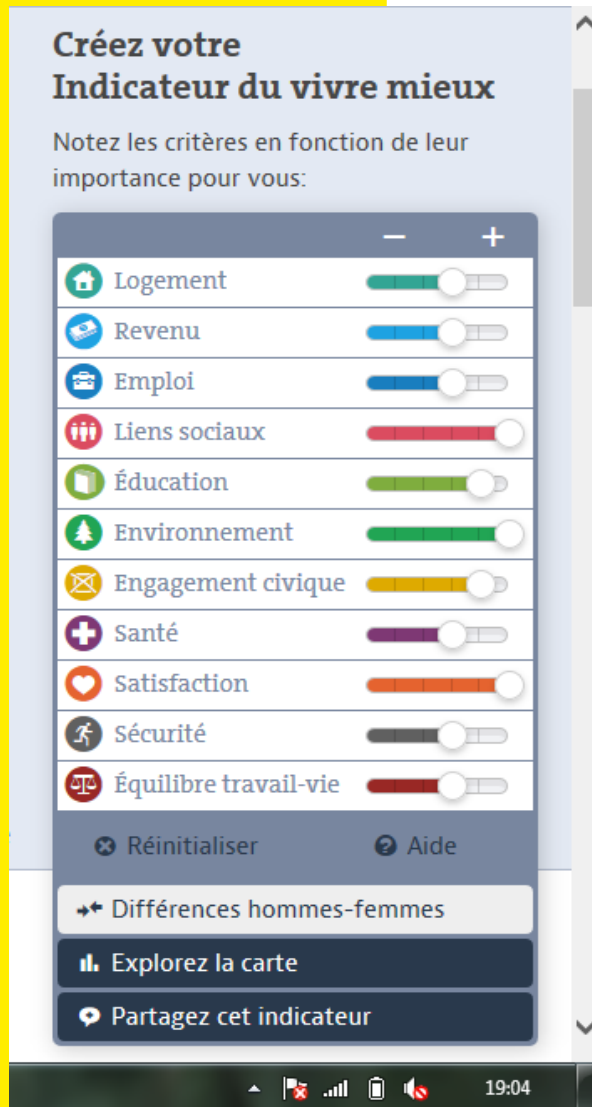 Créez votre
Indicateur du vivre mieux
Notez les critères en fonction de leur
importance pour vous:
− +
Logement
Revenu
Emploi
Liens sociaux
Éducation
Environnement
Engagement civique
Santé
Satisfaction
Sécurité
Équilibre travail-vie
Réinitialiser Aide
Différences hommes-femmes
Explorez la carte
Partagez cet indicateur
19:04